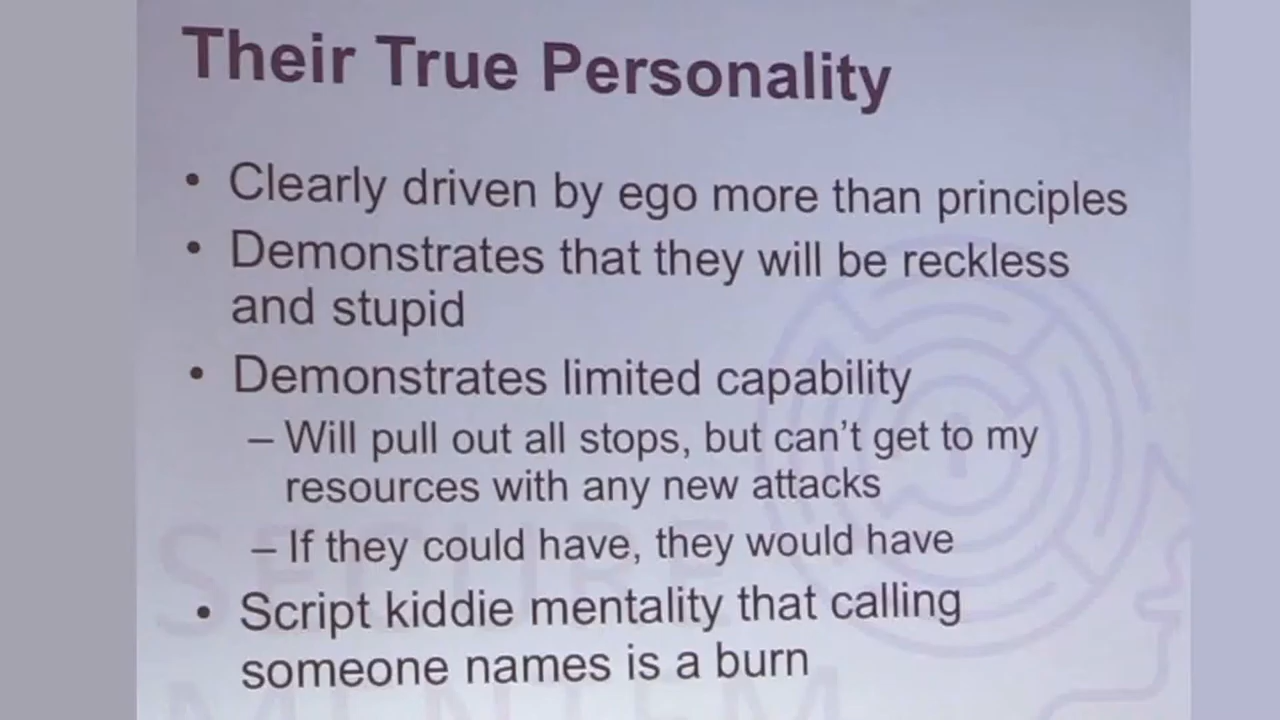 Their True Personality
• Clearly driven by ego more than principles
• Demonstrates that they will be reckless
and stupid
• Demonstrates limited capability
– Will pull out all stops, but can't get to my
resources with any new attacks
– If they could have, they would have
SECURE
• Script kiddie mentality that calling
someone names is a burn
MENTEM